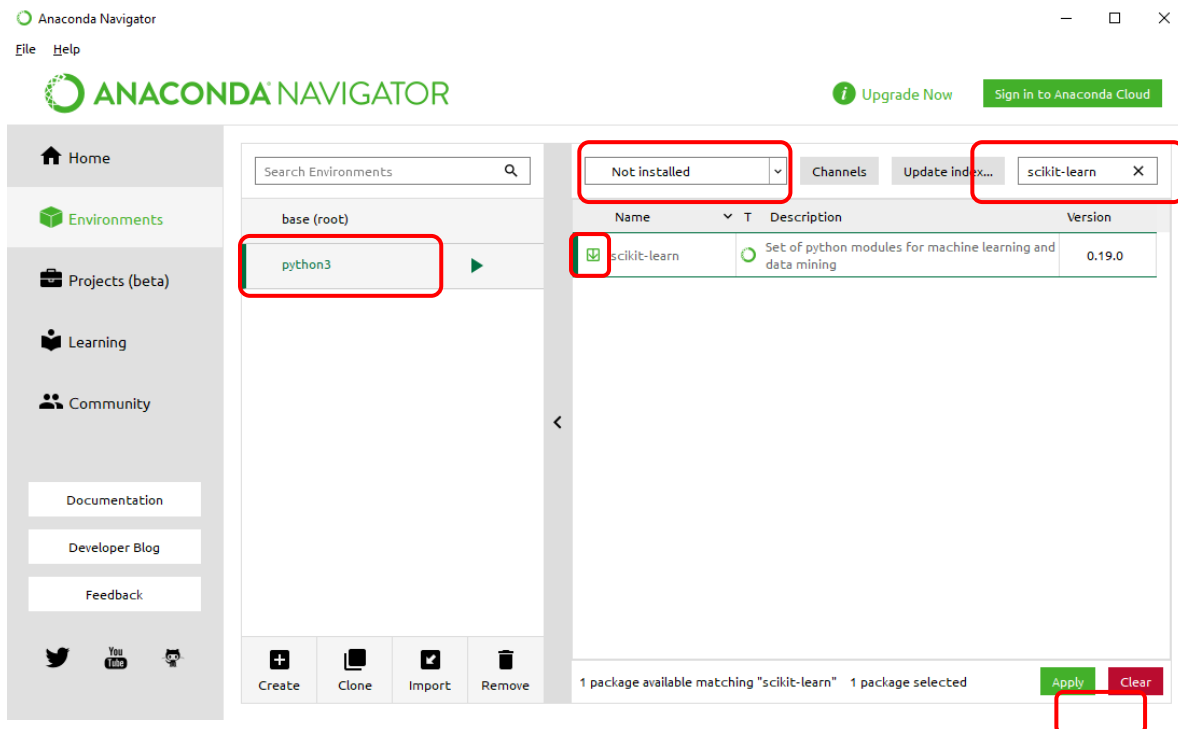 Anaconda Navigator
File Help
ANACONDA NAVIGATOR
i Upgrade Now
Sign in to Anaconda Cloud
Home
Environments
Projects (beta)
Learning
Community
Documentation
Developer Blog
Feedback
You
Tube
Search Environments
base (root)
python3
Create Clone Import Remove
Not installed Channels Update index... scikit-learn
Name T Description Version
scikit-learn Set of python modules for machine learning and 0.19.0
data mining
1 package available matching "scikit-learn" 1 package selected Apply Clear